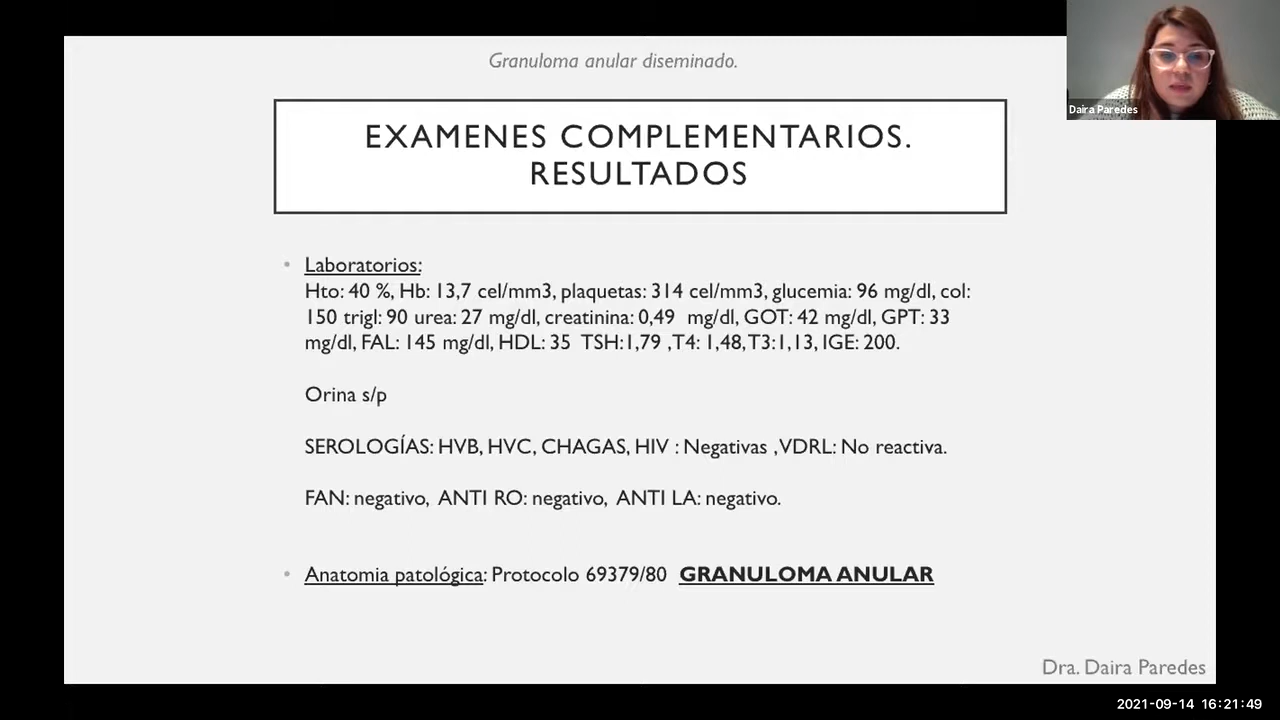 Granuloma anular diseminado.
Daira Paredes
EXAMENES COMPLEMENTARIOS.
RESULTADOS
• Laboratorios:
Hto: 40 %, Hb: 13,7 cel/mm3, plaquetas: 314 cel/mm3, glucemia: 96 mg/dl, col:
150 trigl: 90 urea: 27 mg/dl, creatinina: 0,49 mg/dl, GOT: 42 mg/dl, GPT: 33
mg/dl, FAL: 145 mg/dl, HDL: 35 TSH:1,79 ,T4: 1,48,T3:1,13, IGE: 200.
Orina s/p
SEROLOGÍAS: HVB, HVC, CHAGAS, HIV : Negativas ,VDRL: No reactiva.
FAN: negativo, ANTI RO: negativo, ANTI LA: negativo.
• Anatomia patológica: Protocolo 69379/80 GRANULOMA ANULAR
Dra. Daira Paredes
2021-09-14 16:21:49